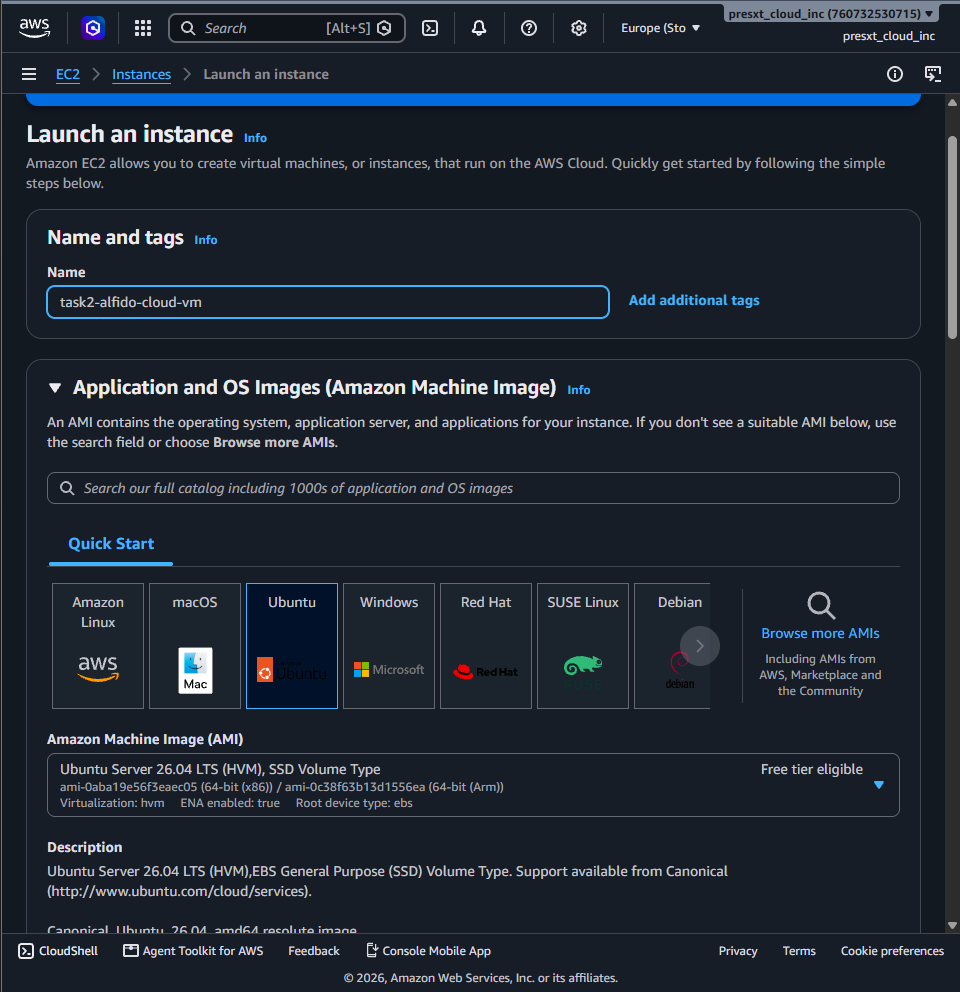 aws
Search [Alt+S]
Europe (Sto
presxt_cloud_inc (760732530715)
presxt_cloud_inc
EC2 Instances Launch an instance
Launch an instance Info
Amazon EC2 allows you to create virtual machines, or instances, that run on the AWS Cloud. Quickly get started by following the simple
steps below.
Name and tags Info
Name
task2-alfido-cloud-vm
Add additional tags
Application and OS Images (Amazon Machine Image) Info
An AMI contains the operating system, application server, and applications for your instance. If you don't see a suitable AMI below, use
the search field or choose Browse more AMIs.
Search our full catalog including 1000s of application and OS images
Quick Start
Amazon
Linux
aws
macOS
Mac
Ubuntu
Ubuntu
Windows
Microsoft
Red Hat
Red Hat
SUSE Linux
Debian
debian
Browse more AMIs
Including AMIs from
AWS, Marketplace and
the Community
Amazon Machine Image (AMI)
Ubuntu Server 26.04 LTS (HVM), SSD Volume Type
Free tier eligible
ami-0aba19e56f3eaec05 (64-bit (x86)) / ami-0c38f63b13d1556ea (64-bit (Arm))
Virtualization: hvm ENA enabled: true Root device type: ebs
Description
Ubuntu Server 26.04 LTS (HVM),EBS General Purpose (SSD) Volume Type. Support available from Canonical
(http://www.ubuntu.com/cloud/services).
Canonical, Ubuntu, 26.04, amd64 resolute image
CloudShell Agent Toolkit for AWS Feedback Console Mobile App Privacy Terms Cookie preferences
© 2026, Amazon Web Services, Inc. or its affiliates.